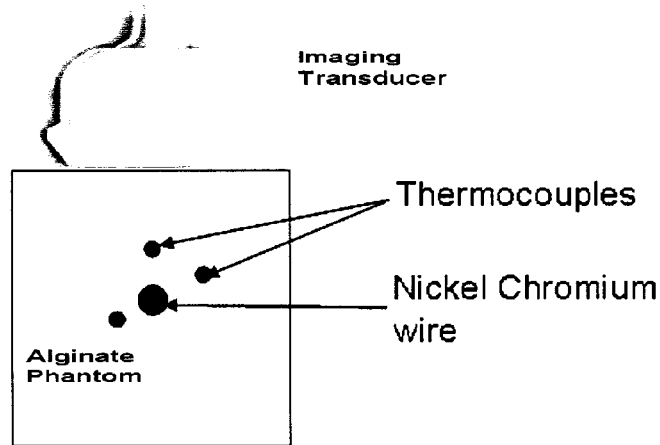 Imaging
Transducer
Thermocouples
Nickel Chromium
wire
Alginate
Phantom